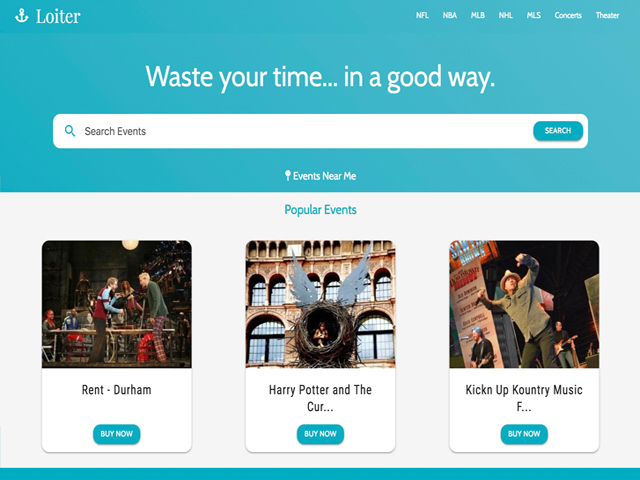 Loiter
NFL NBA MLB NHL MLS Concerts Theater
Waste your time... in a good way.
Search Events
SEARCH
Events Near Me
Popular Events
Rent - Durham
BUY NOW
Harry Potter and The
Cur...
BUY NOW
Kickn Up Kountry Music
F...
BUY NOW